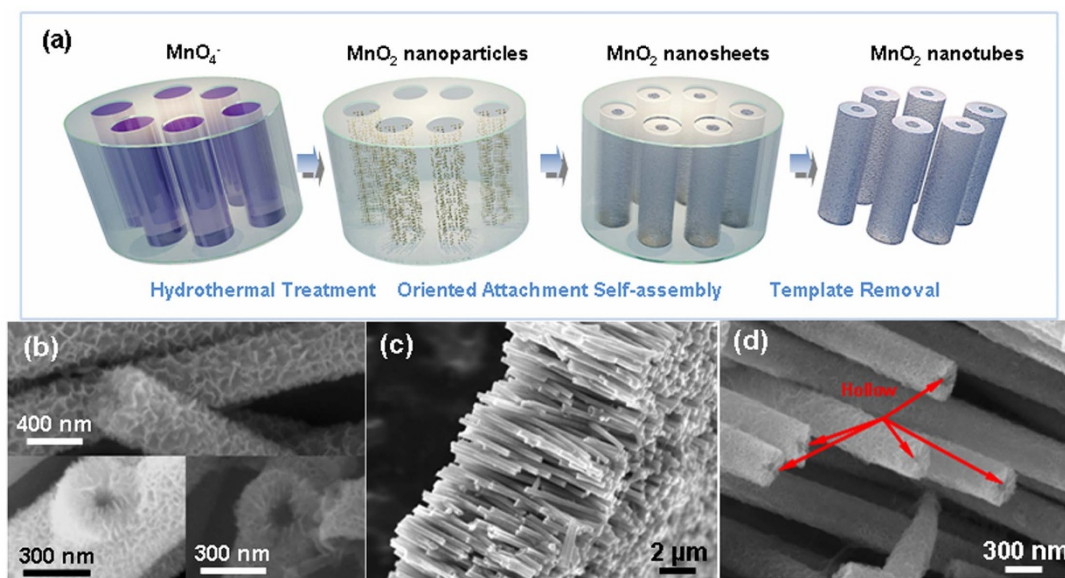 (a)
MnO₄⁻ MnO₂ nanoparticles MnO₂ nanosheets MnO₂ nanotubes
Hydrothermal Treatment Oriented Attachment Self-assembly Template Removal
(b)
400 nm
300 nm
300 nm
(c)
2 μm
(d)
Hollow
300 nm